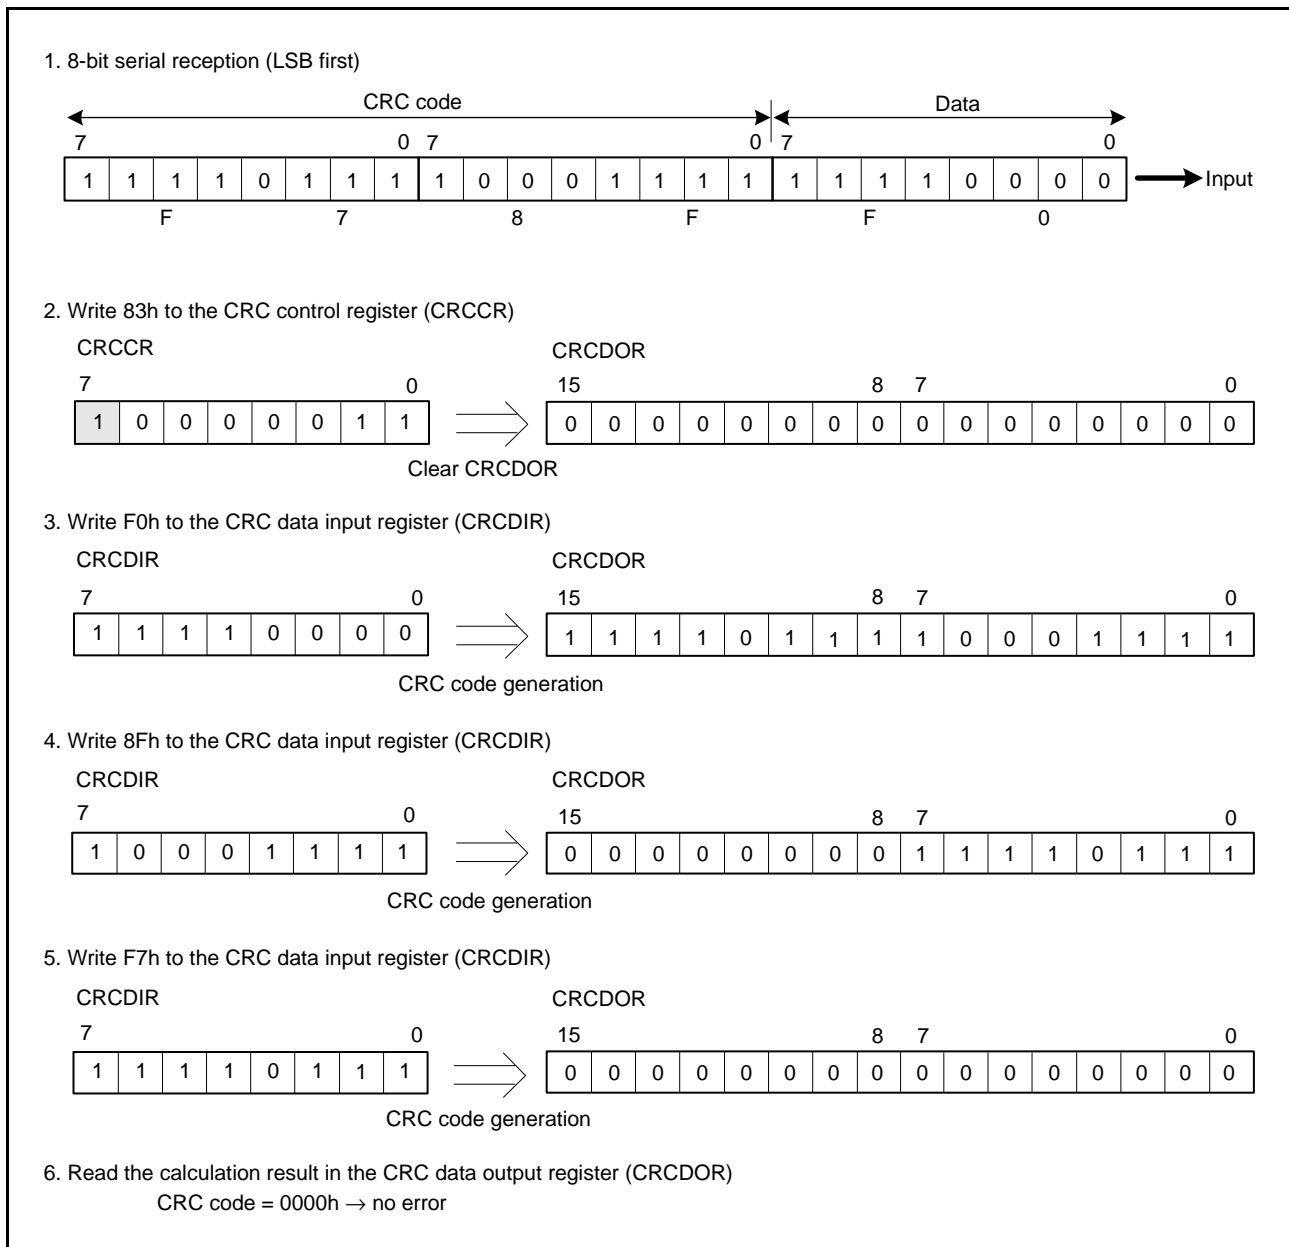 1. 8-bit serial reception (LSB first)
CRC code Data
7 0 7 0 7 0
1 1 1 1 0 1 1 1 1 0 0 0 1 1 1 1 1 1 1 1 0 0 0 0 Input
F 7 8 F F 0
2. Write 83h to the CRC control register (CRCCR)
CRCCR CRCDOR
7 0 15 8 7 0
1 0 0 0 0 0 1 1 0 0 0 0 0 0 0 0 0 0 0 0 0 0 0 0
Clear CRCDOR
3. Write F0h to the CRC data input register (CRCDIR)
CRCDIR CRCDOR
7 0 15 8 7 0
1 1 1 1 0 0 0 0 1 1 1 1 0 1 1 1 1 0 0 0 1 1 1 1
CRC code generation
4. Write 8Fh to the CRC data input register (CRCDIR)
CRCDIR CRCDOR
7 0 15 8 7 0
1 0 0 0 1 1 1 1 0 0 0 0 0 0 0 0 1 1 1 1 0 1 1 1
CRC code generation
5. Write F7h to the CRC data input register (CRCDIR)
CRCDIR CRCDOR
7 0 15 8 7 0
1 1 1 1 0 1 1 1 0 0 0 0 0 0 0 0 0 0 0 0 0 0 0 0
CRC code generation
6. Read the calculation result in the CRC data output register (CRCDOR)
CRC code = 0000h → no error